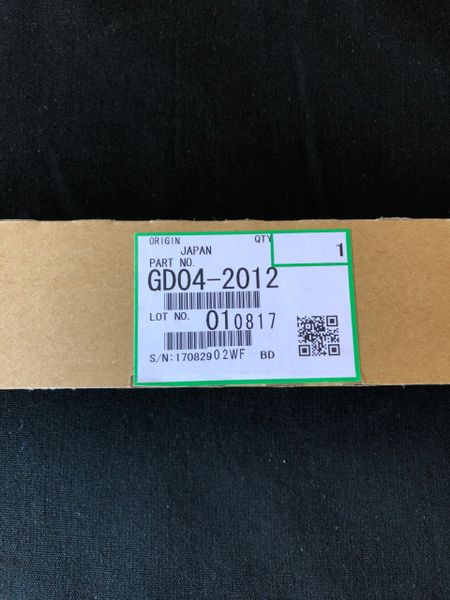 ORIGIN QTY
JAPAN 1
PART NO.
GD04-2012
LOT NO. 010817
S/N:17082902WF BD